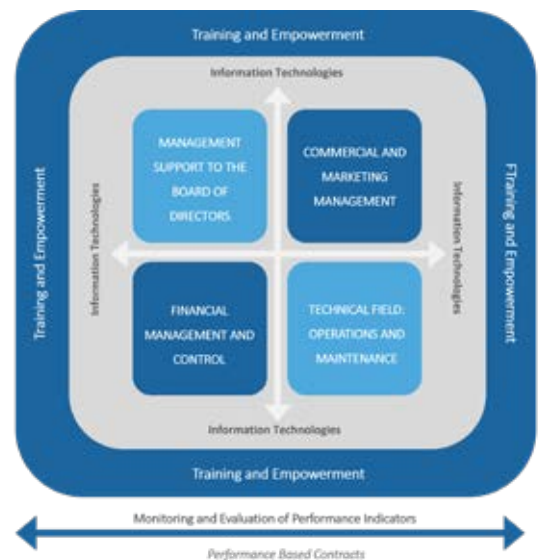 Training and Empowerment
Information Technologies
MANAGEMENT
SUPPORT TO THE
BOARD OF
DIRECTORS
COMMERCIAL AND
MARKETING
MANAGEMENT
Training and Empowerment
Information Technologies
Information Technologies
FTraining and Empowerment
FINANCIAL
MANAGEMENT AND
CONTROL
TECHNICAL FIELD:
OPERATIONS AND
MAINTENANCE
Information Technologies
Training and Empowerment
Monitoring and Evaluation of Performance Indicators
Performance Based Contracts